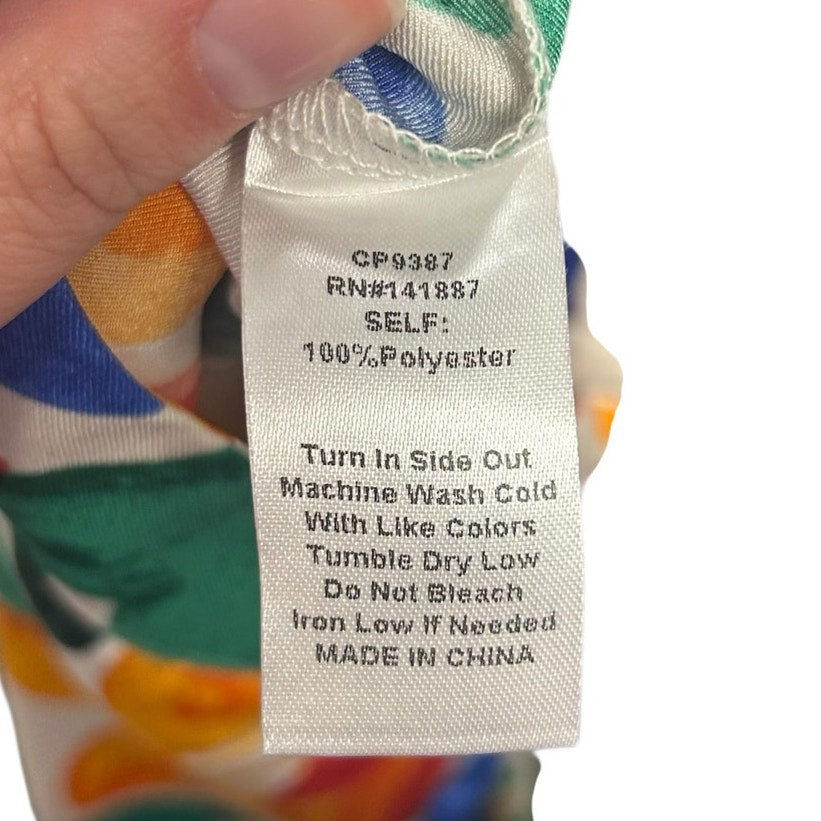 CP9387
RN#141887
SELF:
100%Polyester
Turn In Side Out
Machine Wash Cold
With Like Colors
Tumble Dry Low
Do Not Bleach
Iron Low If Needed
MADE IN CHINA